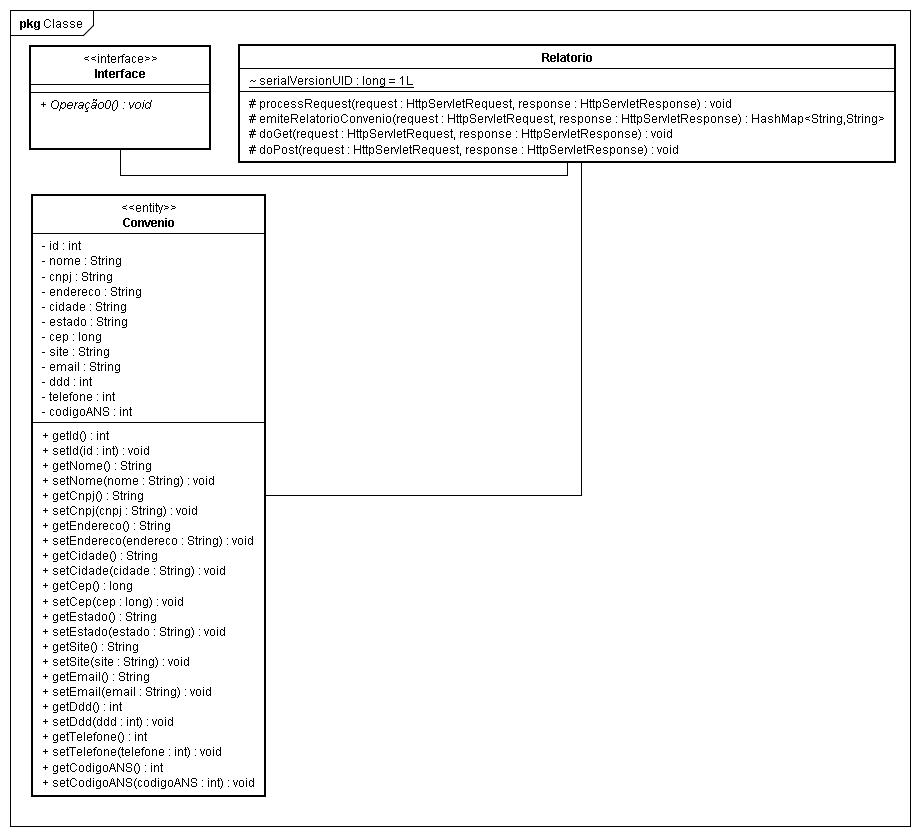 pkg Classe
<<interface>>
Interface
+ Operação0() : void
Relatorio
~ serialVersionUID : long = 1L
# processRequest(request : HttpServletRequest, response : HttpServletResponse) : void
# emiteRelatorioConvenio(request : HttpServletRequest, response : HttpServletResponse) : HashMap<String,String>
# doGet(request : HttpServletRequest, response : HttpServletResponse) : void
# doPost(request : HttpServletRequest, response : HttpServletResponse) : void
<<entity>>
Convenio
- id : int
- nome : String
- cnpj : String
- endereco : String
- cidade : String
- estado : String
- cep : long
- site : String
- email : String
- ddd : int
- telefone : int
- codigoANS : int
+ getId() : int
+ setId(id : int) : void
+ getNome() : String
+ setNome(nome : String) : void
+ getCnpj() : String
+ setCnpj(cnpj : String) : void
+ getEndereco() : String
+ setEndereco(endereco : String) : void
+ getCidade() : String
+ setCidade(cidade : String) : void
+ getCep() : long
+ setCep(cep : long) : void
+ getEstado() : String
+ setEstado(estado : String) : void
+ getSite() : String
+ setSite(site : String) : void
+ getEmail() : String
+ setEmail(email : String) : void
+ getDdd() : int
+ setDdd(ddd : int) : void
+ getTelefone() : int
+ setTelefone(telefone : int) : void
+ getCodigoANS() : int
+ setCodigoANS(codigoANS : int) : void